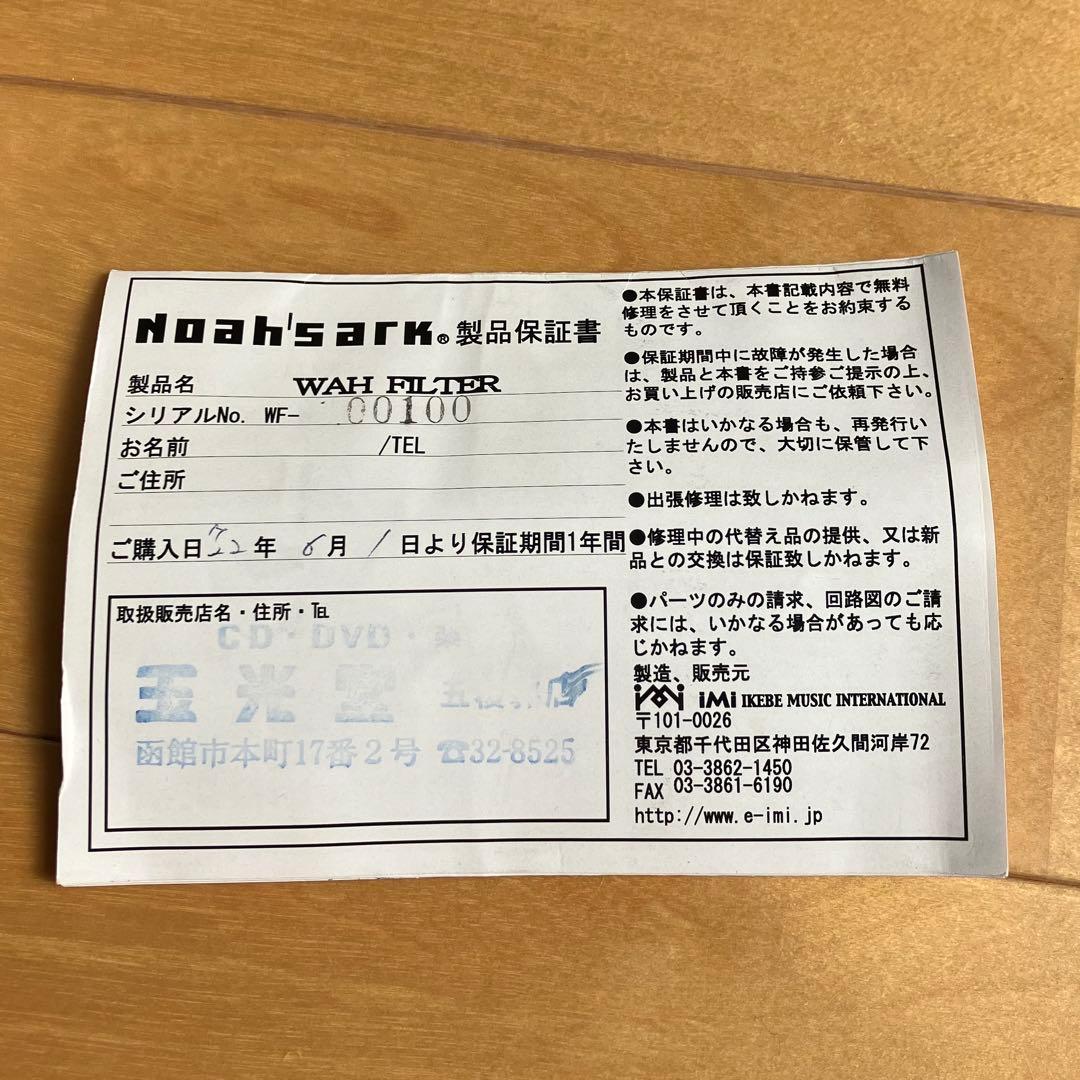 Noah'sark®製品保証書
製品名 WAH FILTER
シリアルNo. WF- 00100
お名前 /TEL
ご住所
ご購入日 22年 6月 1日より保証期間1年間
取扱販売店名・住所・℡
CD・DVD・
玉光堂 五稜郭店
函館市本町17番2号 ☎32-8525
●本保証書は、本書記載内容で無料
修理をさせて頂くことをお約束する
ものです。
●保証期間中に故障が発生した場合
は、製品と本書をご持参ご提示の上、
お買い上げの販売店にご依頼下さい。
●本書はいかなる場合も、再発行い
たしませんので、大切に保管して下
さい。
●出張修理は致しかねます。
●修理中の代替え品の提供、又は新
品との交換は保証致しかねます。
●パーツのみの請求、回路図のご請
求には、いかなる場合があっても応
じかねます。
製造、販売元
iMi iMi IKEBE MUSIC INTERNATIONAL
〒101-0026
東京都千代田区神田佐久間河岸72
TEL 03-3862-1450
FAX 03-3861-6190
http://www.e-imi.jp